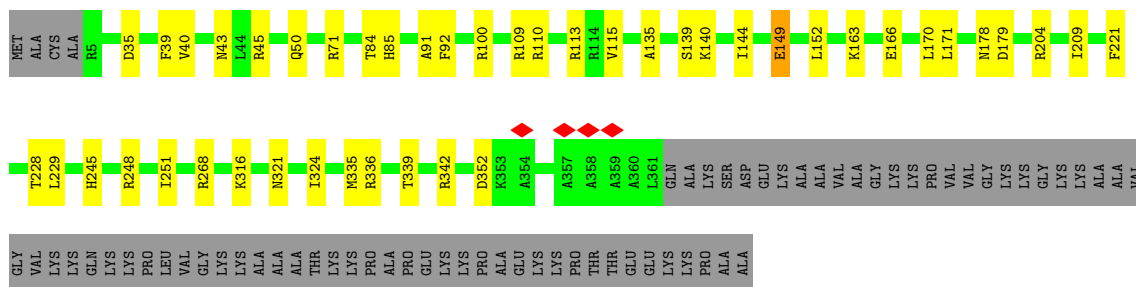 MET ALA CYS ALA R5 D35 F39 V40 N43 L44 R45 Q50 R71 T84 H85 A91 F92 R100 R109 R110 R113 R114 V115 A135 S139 K140 I144 E149 L152 K163 E166 L170 L171 N178 D179 R204 I209 F221
T228 L229 H245 R248 I251 R268 K316 N321 I324 M335 R336 T339 R342 D352 K353 A354 A357 A358 A359 A360 L361 GLN ALA LYS SER ASP GLU LYS ALA ALA VAL ALA GLY LYS LYS PRO VAL VAL GLY LYS LYS GLY LYS LYS ALA ALA VAL
GLY VAL LYS LYS GLN LYS LYS PRO LEU VAL GLY LYS LYS ALA ALA ALA THR LYS LYS PRO ALA PRO GLU LYS LYS PRO ALA GLU LYS LYS PRO THR THR GLU GLU LYS LYS PRO ALA ALA